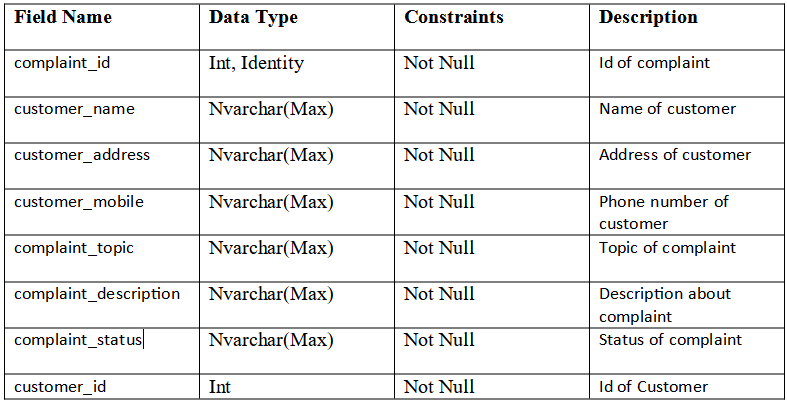 Field Name Data Type Constraints Description
complaint_id Int, Identity Not Null Id of complaint
customer_name Nvarchar(Max) Not Null Name of customer
customer_address Nvarchar(Max) Not Null Address of customer
customer_mobile Nvarchar(Max) Not Null Phone number of
customer
complaint_topic Nvarchar(Max) Not Null Topic of complaint
complaint_description Nvarchar(Max) Not Null Description about
complaint
complaint_status Nvarchar(Max) Not Null Status of complaint
customer_id Int Not Null Id of Customer